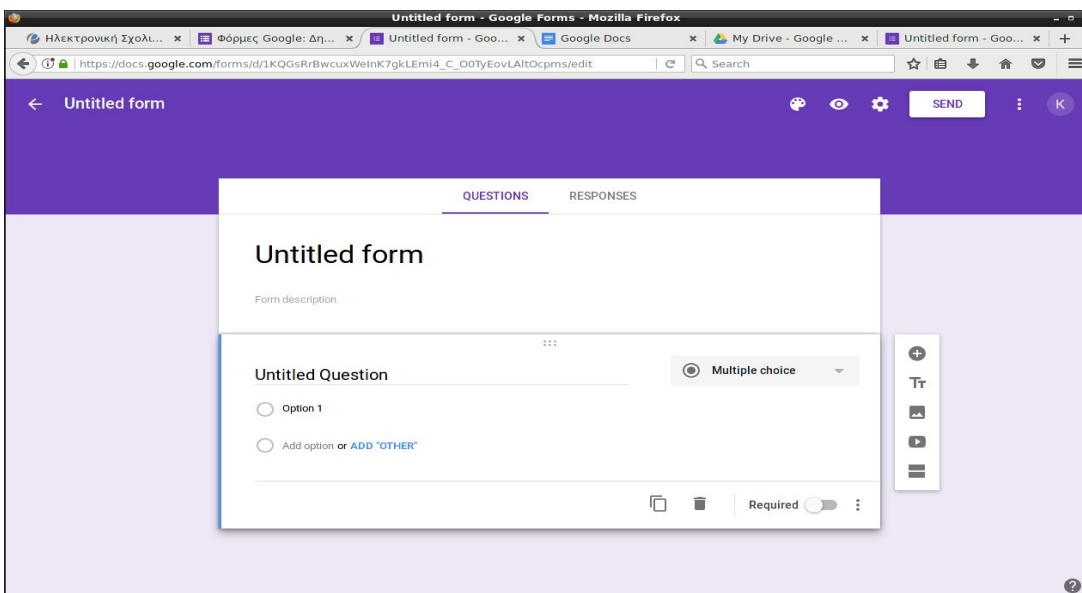 Untitled form - Google Forms - Mozilla Firefox
Ηλεκτρονική Σχολι... Φόρμες Google: Δη... Untitled form - Goo... Google Docs My Drive - Google ... Untitled form - Goo...
https://docs.google.com/forms/d/1KQGsRrBwcuxWeInK7gkLEmi4_C_O0TyEovLAltOcpms/edit Search
Untitled form SEND K
QUESTIONS RESPONSES
Untitled form
Form description
Untitled Question Multiple choice
Option 1
Add option or ADD "OTHER"
Required